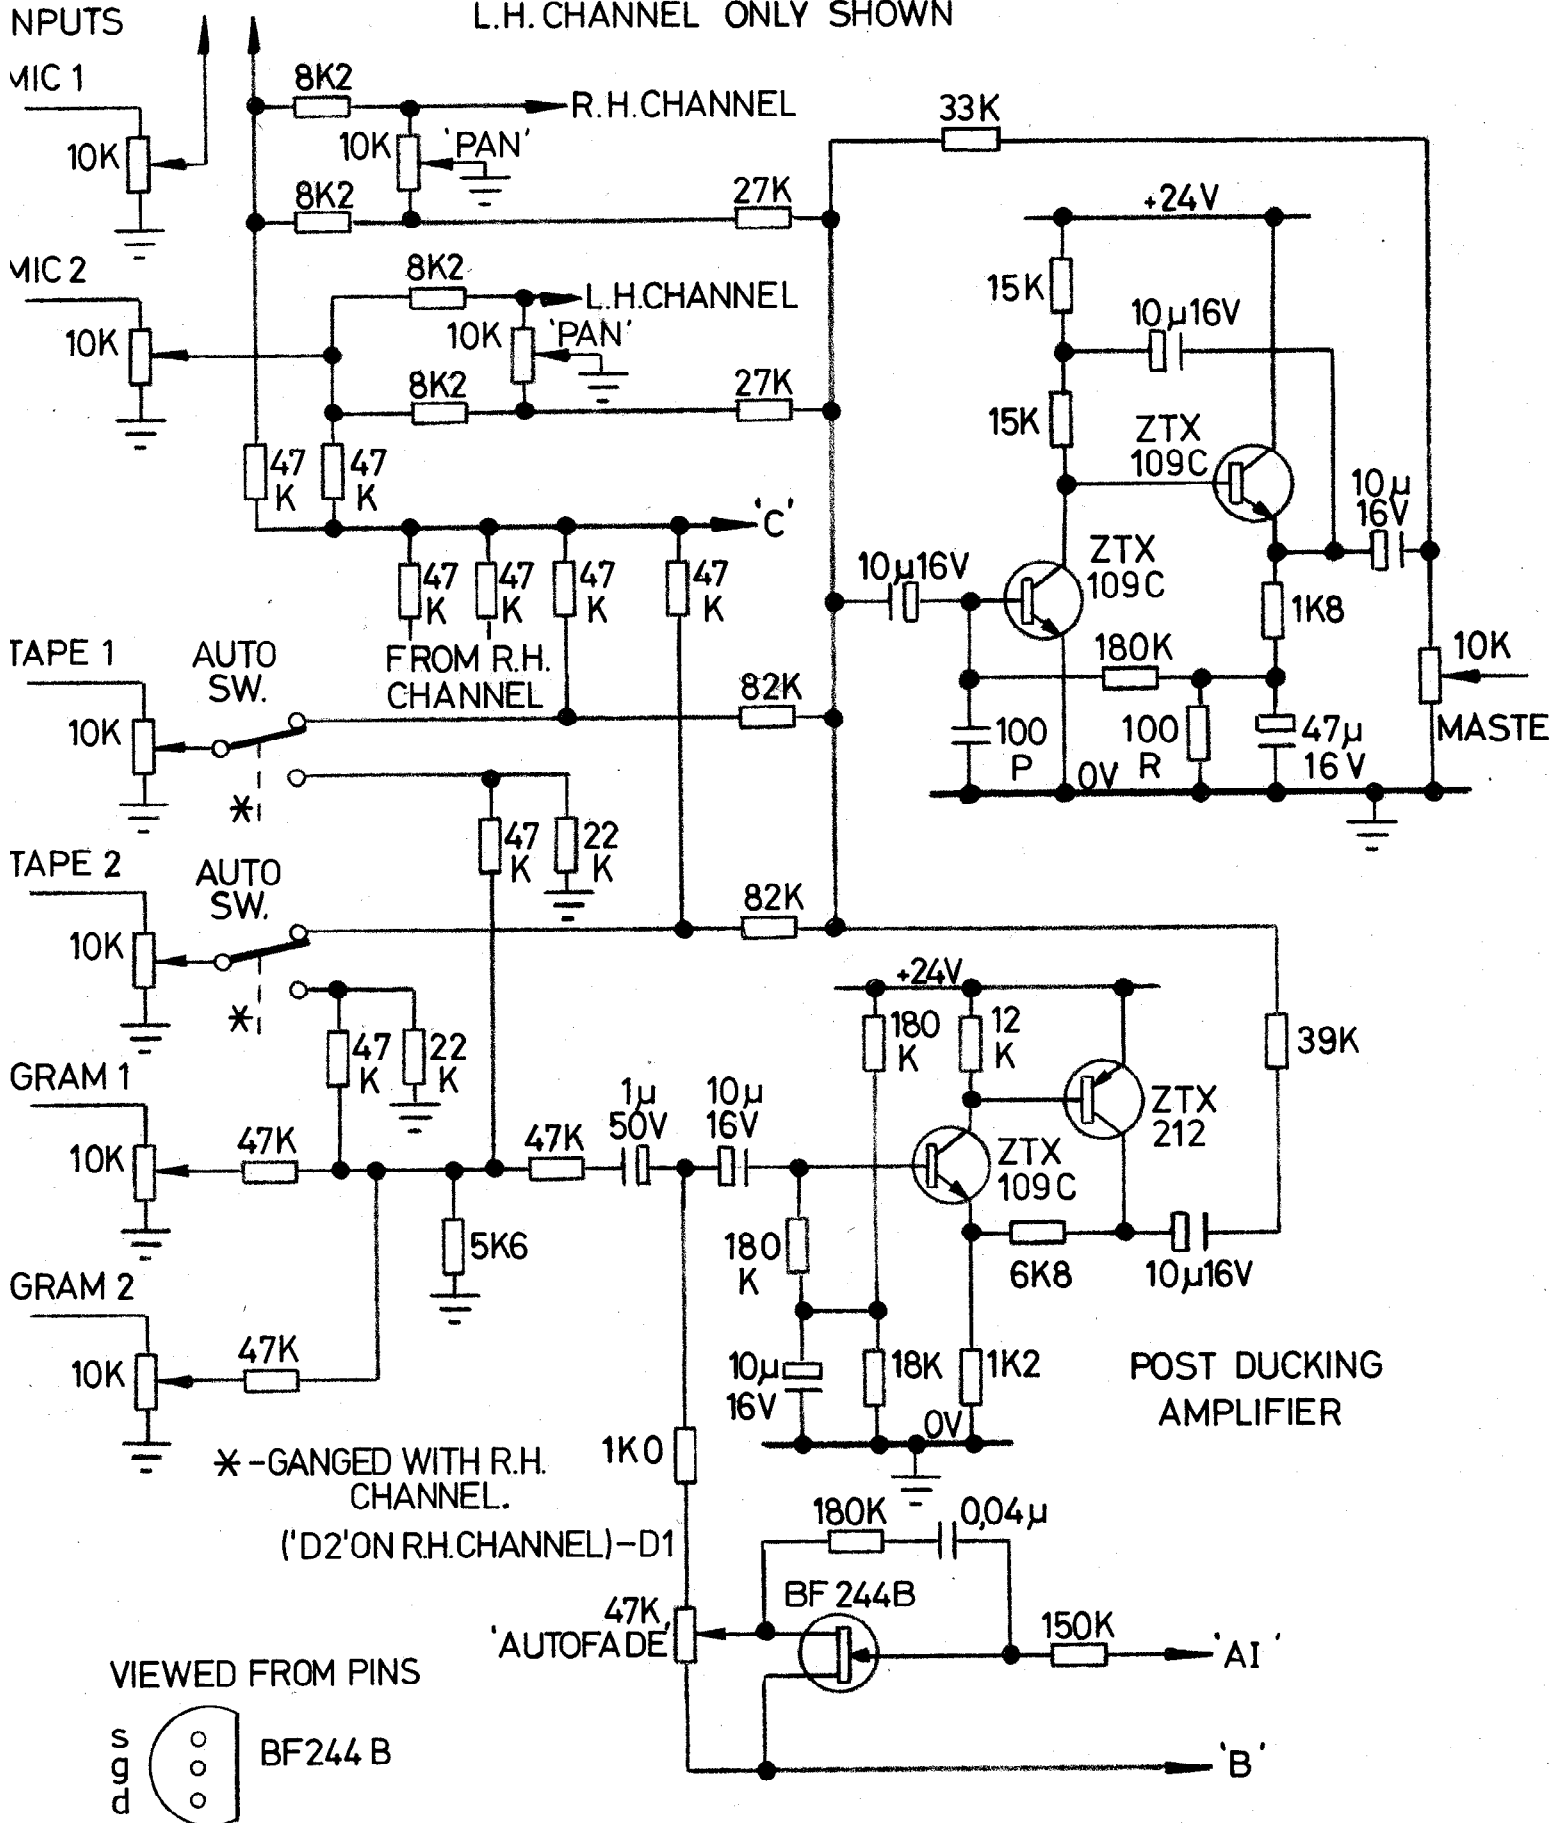 L.H. CHANNEL ONLY SHOWN
NPUTS
MIC 1
8K2
R.H. CHANNEL
33K
10K
10K
'PAN'
8K2
27K
+24V
MIC 2
8K2
L.H. CHANNEL
15K
10µ16V
10K
10K
'PAN'
8K2
27K
15K
ZTX
109C
47
K
47
K
10µ
16V
'C'
47
K
47
K
47
K
47
K
10µ16V
ZTX
109C
1K8
TAPE 1
AUTO
SW.
FROM R.H.
CHANNEL
180K
10K
82K
10K
100
P
100
R
47µ
16V
MASTE
0V
*
47
K
22
K
TAPE 2
AUTO
SW.
82K
10K
+24V
*
180
K
12
K
39K
47
K
22
K
GRAM 1
1µ
50V
10µ
16V
ZTX
212
10K
47K
47K
ZTX
109C
5K6
180
K
6K8
10µ16V
GRAM 2
47K
10K
10µ
16V
18K
1K2
POST DUCKING
AMPLIFIER
0V
1K0
*-GANGED WITH R.H.
CHANNEL.
('D2'ON R.H. CHANNEL)-D1
180K
0,04µ
BF 244B
47K
'AUTOFADE'
150K
'AI'
VIEWED FROM PINS
s
g
d
BF244 B
'B'